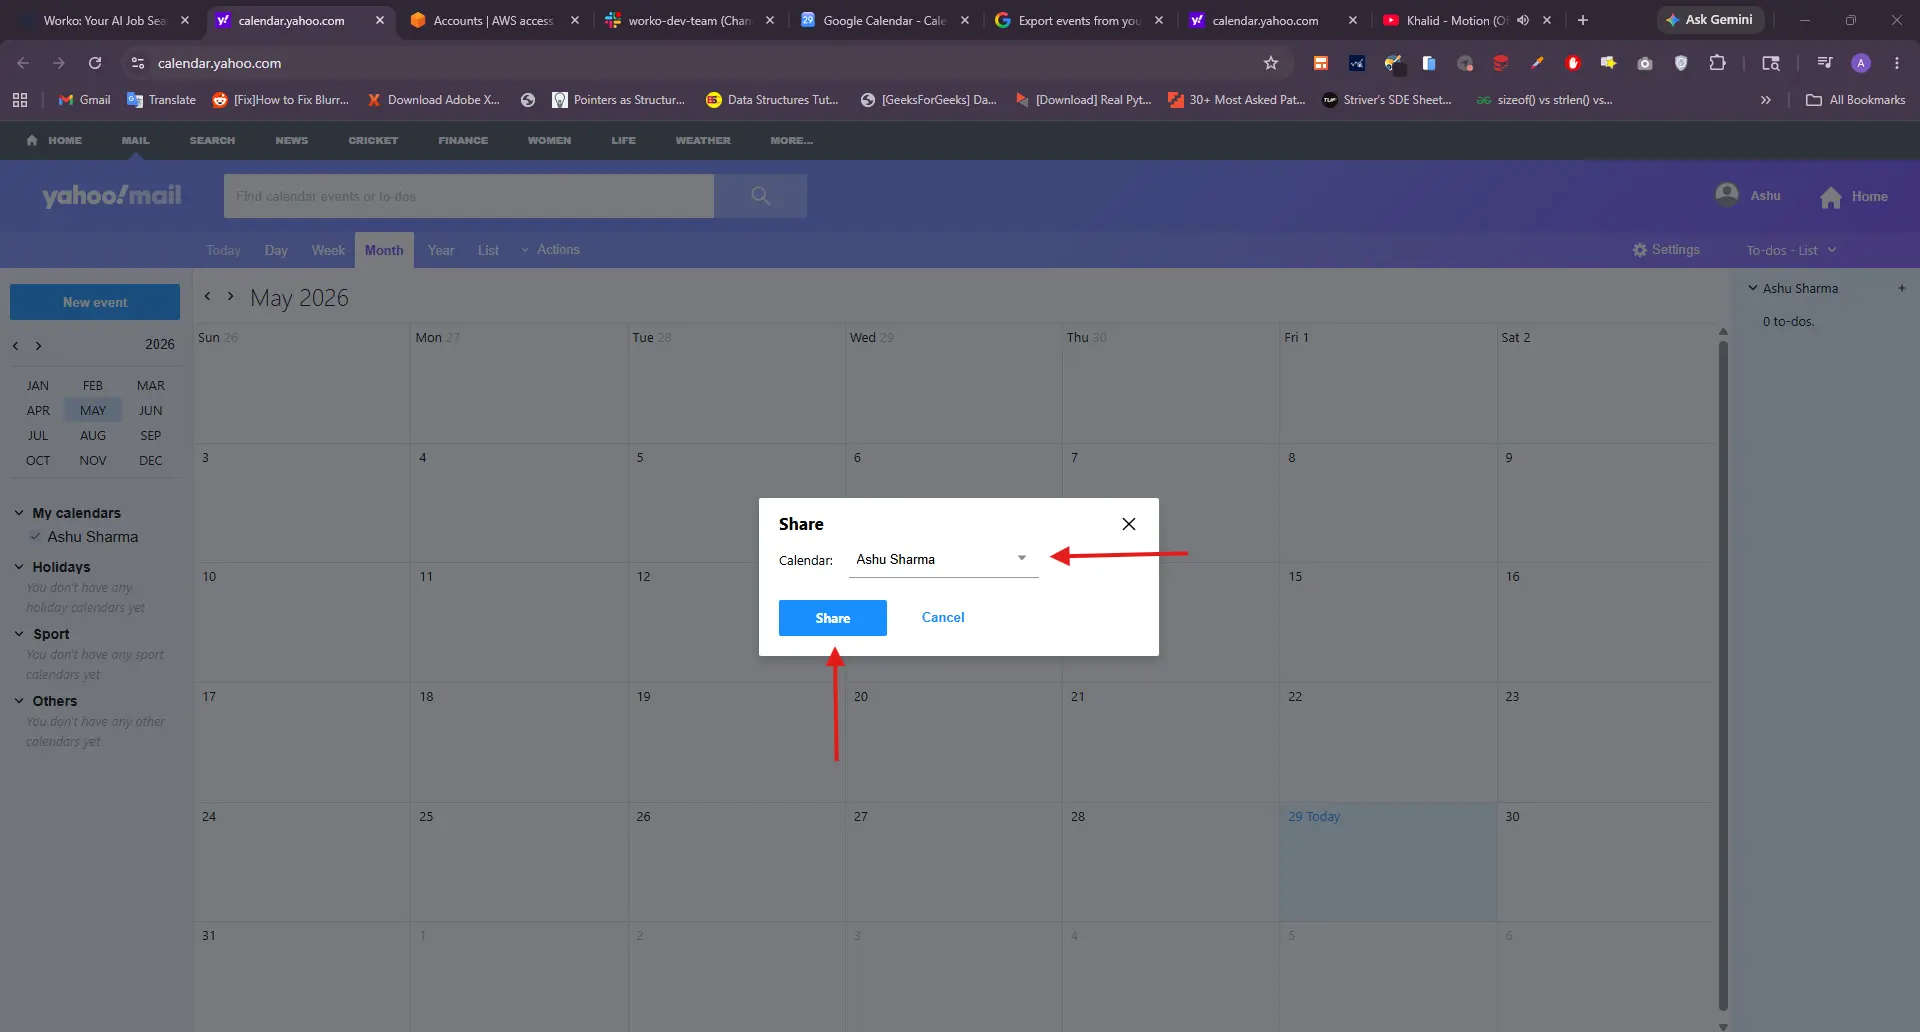 Worko: Your AI Job Sea
calendar.yahoo.com
Accounts | AWS access
worko-dev-team (Chan
Google Calendar - Cale
Export events from you
calendar.yahoo.com
Khalid - Motion (Of
Ask Gemini
calendar.yahoo.com
A
Gmail
Translate
[Fix]How to Fix Blurr...
Download Adobe X...
Pointers as Structur...
Data Structures Tut...
[GeeksForGeeks] Da...
[Download] Real Pyt...
30+ Most Asked Pat...
Striver's SDE Sheet...
sizeof() vs strlen() vs...
All Bookmarks
HOME MAIL SEARCH NEWS CRICKET FINANCE WOMEN LIFE WEATHER MORE...
yahoo!mail
Find calendar events or to-dos
Ashu
Home
Today Day Week Month Year List Actions
Settings
To-dos - List
New event
May 2026
Ashu Sharma +
0 to-dos.
2026
JAN FEB MAR
APR MAY JUN
JUL AUG SEP
OCT NOV DEC
My calendars
Ashu Sharma
Holidays
You don't have any
holiday calendars yet
Sport
You don't have any sport
calendars yet
Others
You don't have any other
calendars yet
Sun 26 Mon 27 Tue 28 Wed 29 Thu 30 Fri 1 Sat 2
3 4 5 6 7 8 9
10 11 12 15 16
17 18 19 20 21 22 23
24 25 26 27 28 29 Today 30
31 1 2 3 4 5 6
Share
Calendar: Ashu Sharma
Share Cancel